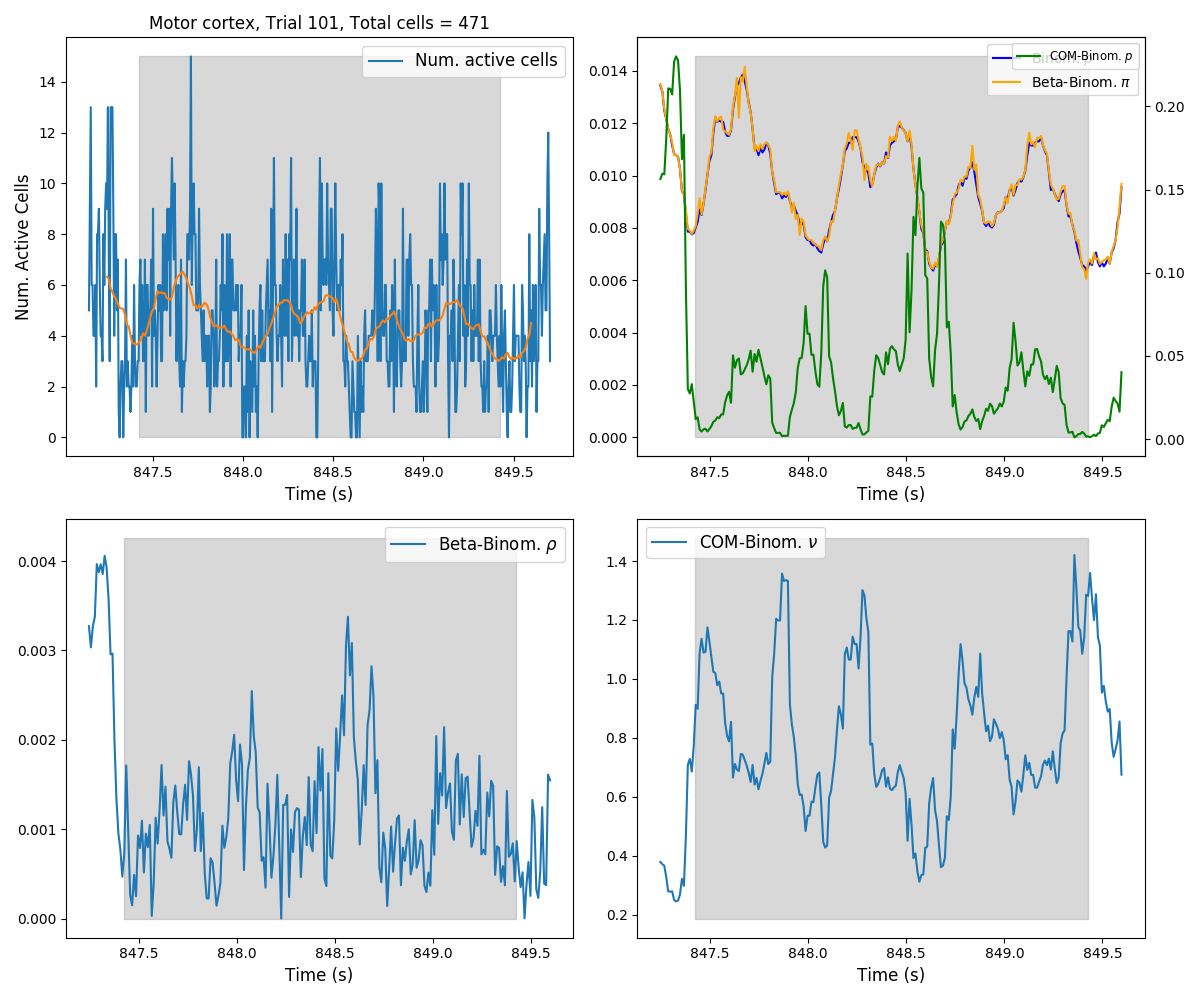 Motor cortex, Trial 101, Total cells = 471
Num. active cells
Num. Active Cells
14
12
10
8
6
4
2
0
847.5 848.0 848.5 849.0 849.5
Time (s)
COM-Binom. p
Beta-Binom. π
0.014
0.012
0.010
0.008
0.006
0.004
0.002
0.000
0.20
0.15
0.10
0.05
0.00
847.5 848.0 848.5 849.0 849.5
Time (s)
Beta-Binom. ρ
0.004
0.003
0.002
0.001
0.000
847.5 848.0 848.5 849.0 849.5
Time (s)
COM-Binom. ν
1.4
1.2
1.0
0.8
0.6
0.4
0.2
847.5 848.0 848.5 849.0 849.5
Time (s)